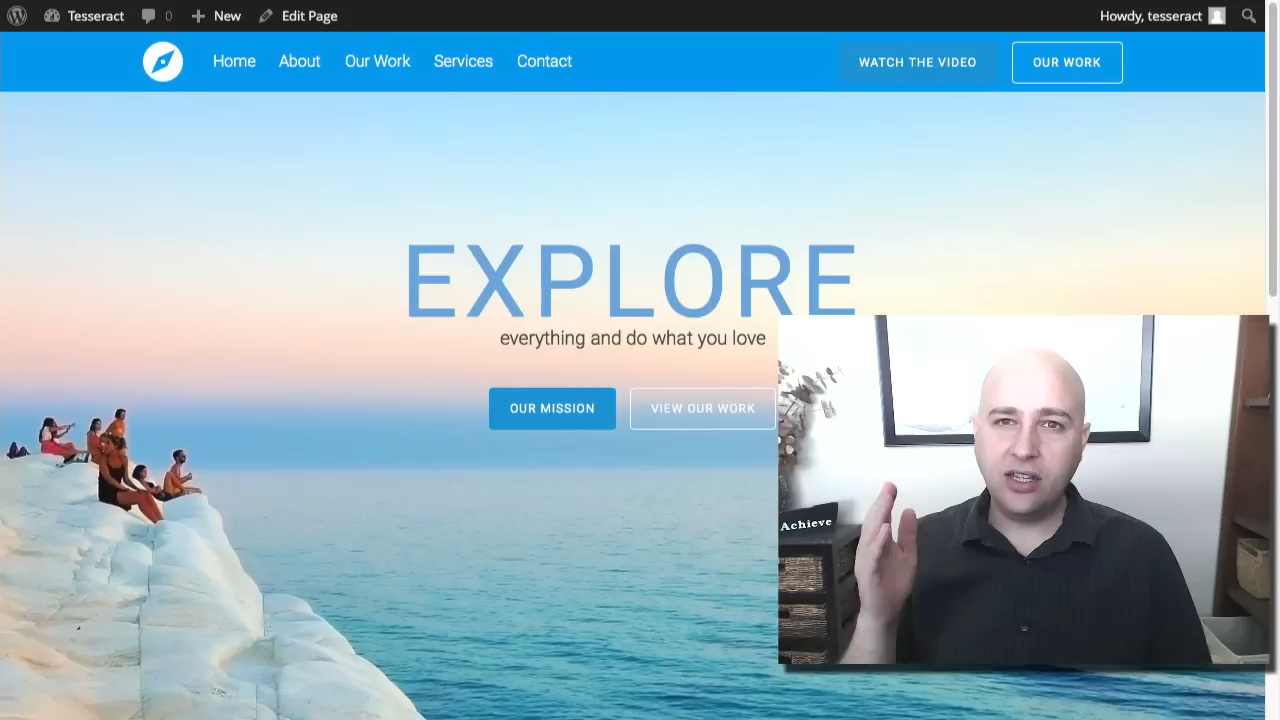 Tesseract 0 New Edit Page Howdy, tesseract
Home About Our Work Services Contact WATCH THE VIDEO OUR WORK
EXPLORE
everything and do what you love
OUR MISSION VIEW OUR WORK
Achieve